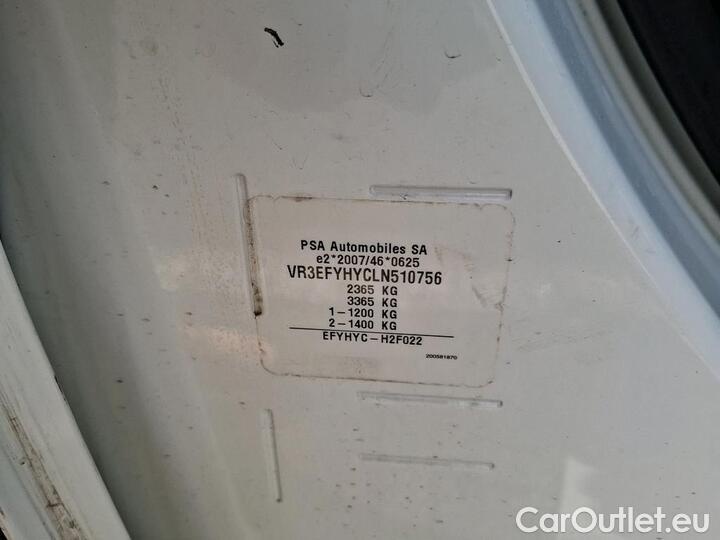 PSA Automobiles SA
e2*2007/46*0625
VR3EFYHYCLN510756
2365 KG
3365 KG
1-1200 KG
2-1400 KG
EFYHYC-H2F022
200581870
CarOutlet.eu